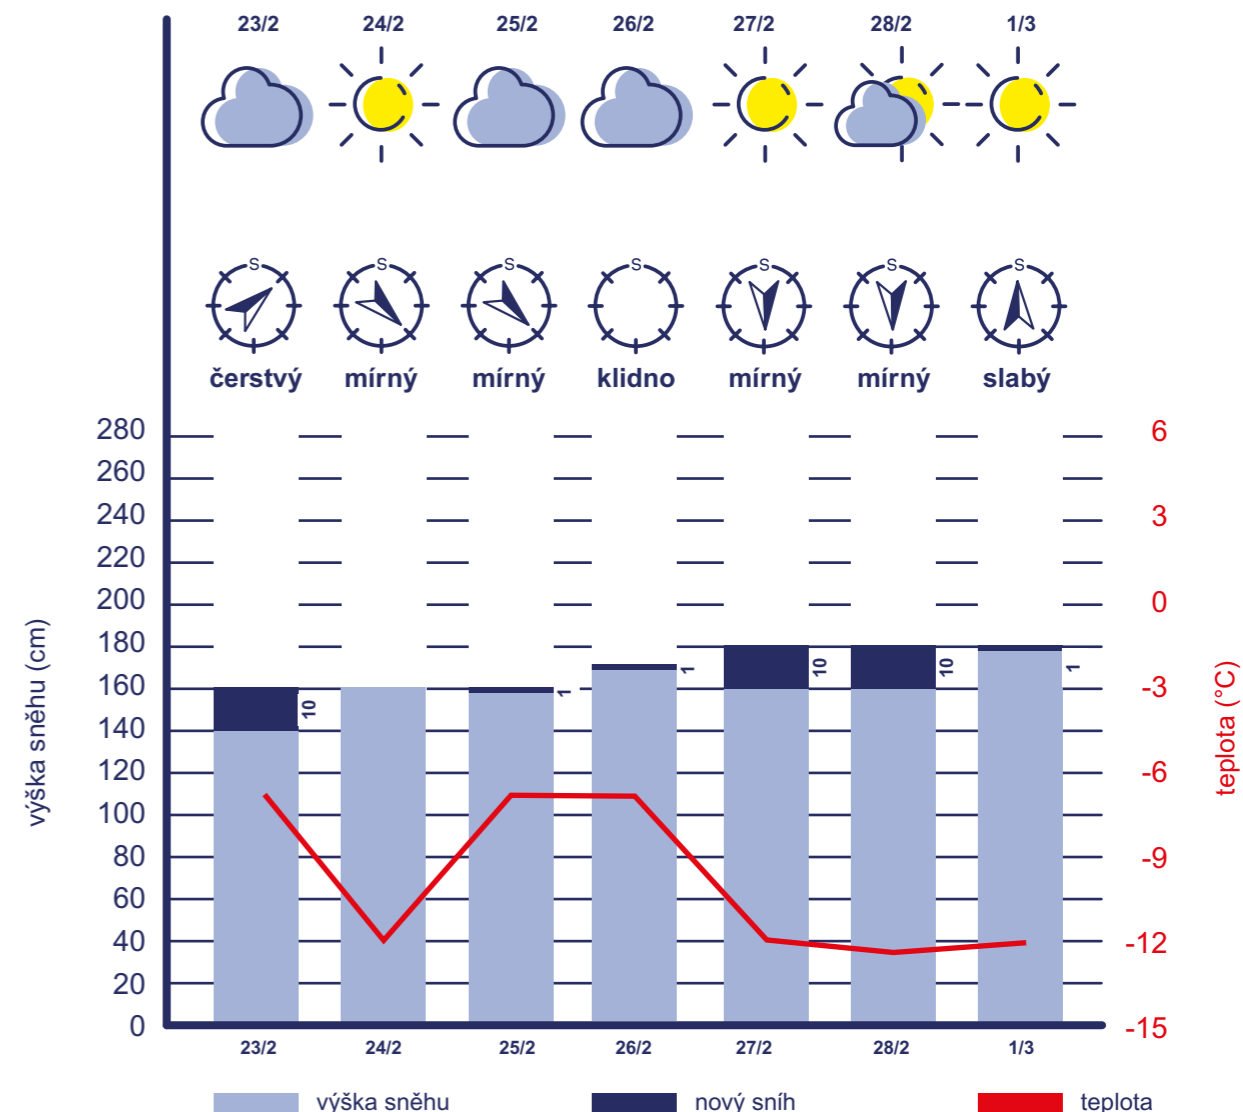 23/2 24/2 25/2 26/2 27/2 28/2 1/3
S S S S S S S
čerstvý mírný mírný klidno mírný mírný slabý
280 6
260
240 3
220
200 0
180
160 -3
140
120 -6
100
80 -9
60
40 -12
20
0 -15
výška sněhu (cm)
teplota (°C)
10 1 1 10 10 1
23/2 24/2 25/2 26/2 27/2 28/2 1/3
výška sněhu nový sníh teplota